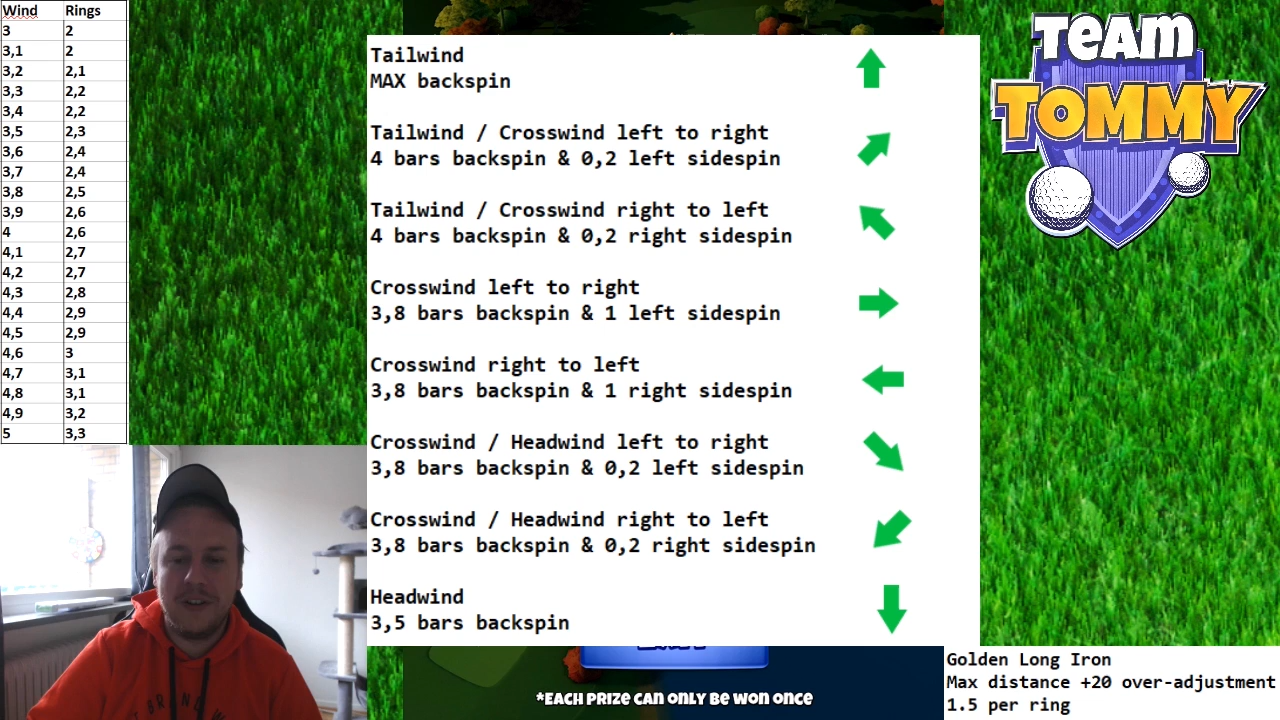 Wind Rings
3 2
3,1 2
3,2 2,1
3,3 2,2
3,4 2,2
3,5 2,3
3,6 2,4
3,7 2,4
3,8 2,5
3,9 2,6
4 2,6
4,1 2,7
4,2 2,7
4,3 2,8
4,4 2,9
4,5 2,9
4,6 3
4,7 3,1
4,8 3,1
4,9 3,2
5 3,3
Tailwind
MAX backspin
Tailwind / Crosswind left to right
4 bars backspin & 0,2 left sidespin
Tailwind / Crosswind right to left
4 bars backspin & 0,2 right sidespin
Crosswind left to right
3,8 bars backspin & 1 left sidespin
Crosswind right to left
3,8 bars backspin & 1 right sidespin
Crosswind / Headwind left to right
3,8 bars backspin & 0,2 left sidespin
Crosswind / Headwind right to left
3,8 bars backspin & 0,2 right sidespin
Headwind
3,5 bars backspin
TEAM
TOMMY
*EACH PRIZE CAN ONLY BE WON ONCE
Golden Long Iron
Max distance +20 over-adjustment
1.5 per ring